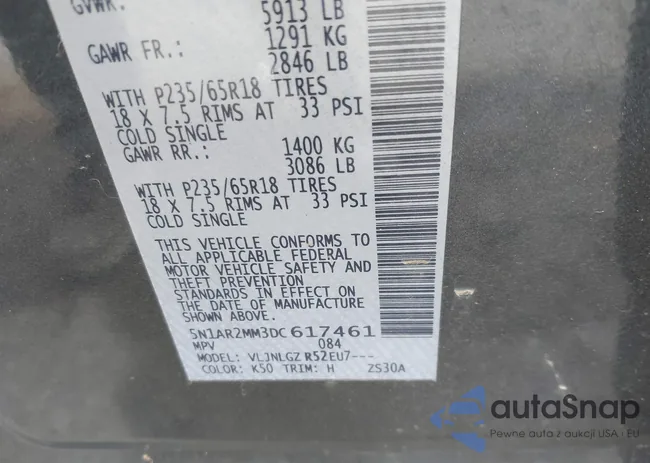 GVWR:
5913 LB
GAWR FR.: 1291 KG
2846 LB
WITH P235/65R18 TIRES
18 X 7.5 RIMS AT 33 PSI
COLD SINGLE
GAWR RR.: 1400 KG
3086 LB
WITH P235/65R18 TIRES
18 X 7.5 RIMS AT 33 PSI
COLD SINGLE
THIS VEHICLE CONFORMS TO
ALL APPLICABLE FEDERAL
MOTOR VEHICLE SAFETY AND
THEFT PREVENTION
STANDARDS IN EFFECT ON
THE DATE OF MANUFACTURE
SHOWN ABOVE.
5N1AR2MM3DC617461
MPV 084
MODEL: VLJNLGZ R52EU7---
COLOR: K50 TRIM: H ZS30A
autaSnap
Pewne auta z aukcji USA i EU